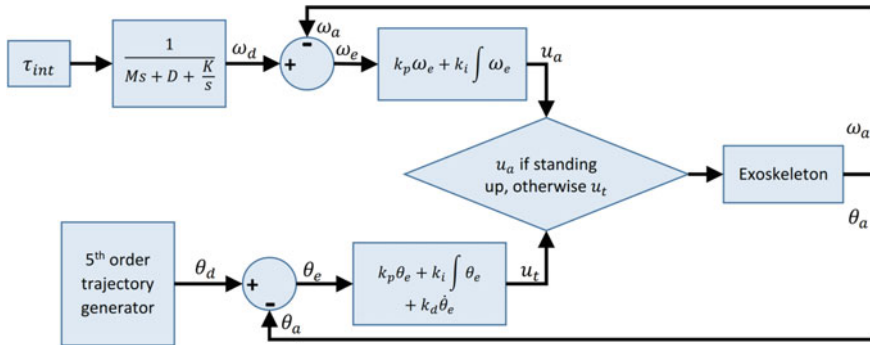 τ_int
1
Ms + D + K/s
ω_d
ω_a
-
+
ω_e
k_p ω_e + k_i ∫ ω_e
u_a
u_a if standing
up, otherwise u_t
Exoskeleton
ω_a
θ_a
5th order
trajectory
generator
θ_d
+
-
θ_a
θ_e
k_p θ_e + k_i ∫ θ_e
+ k_d θ̇_e
u_t